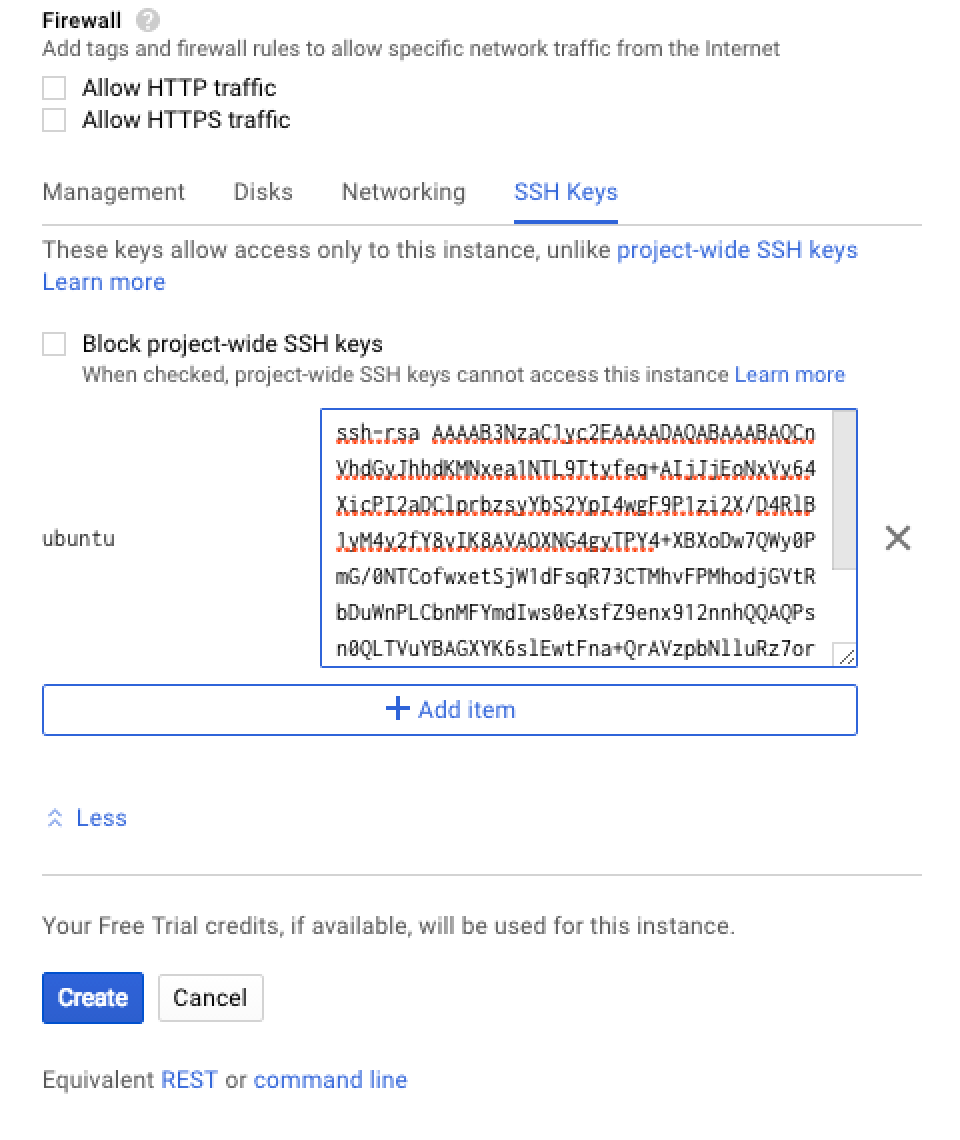 Firewall ?
Add tags and firewall rules to allow specific network traffic from the Internet
Allow HTTP traffic
Allow HTTPS traffic
Management Disks Networking SSH Keys
These keys allow access only to this instance, unlike project-wide SSH keys
Learn more
Block project-wide SSH keys
When checked, project-wide SSH keys cannot access this instance Learn more
ssh-rsa AAAAB3NzaC1yc2EAAAADAQABAAABAQCn
VhdGyJhhdKMNxea1NTL9Ttyfeq+AIjJjEoNxVy64
XicPI2aDClprbzsyYbS2YpI4wgF9P1zi2X/D4RlB
1yM4y2fY8vIK8AVAOXNG4gyTPY4+XBXoDw7QWy0P
ubuntu
mG/0NTCofwxetSjW1dFsqR73CTMhvFPMhodjGVtR
bDuWnPLCbnMFYmdIws0eXsfZ9enx912nnhQQAQPs
n0QLTVuYBAGXYK6slEwtFna+QrAVzpbNlluRz7or
+ Add item
Less
Your Free Trial credits, if available, will be used for this instance.
Create Cancel
Equivalent REST or command line